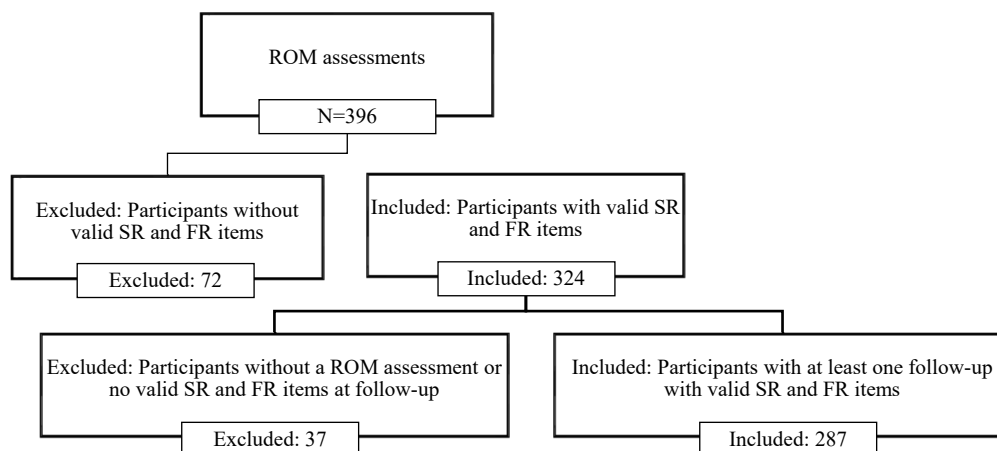 ROM assessments
N=396
Excluded: Participants without
valid SR and FR items
Excluded: 72
Included: Participants with valid SR
and FR items
Included: 324
Excluded: Participants without a ROM assessment or
no valid SR and FR items at follow-up
Excluded: 37
Included: Participants with at least one follow-up
with valid SR and FR items
Included: 287